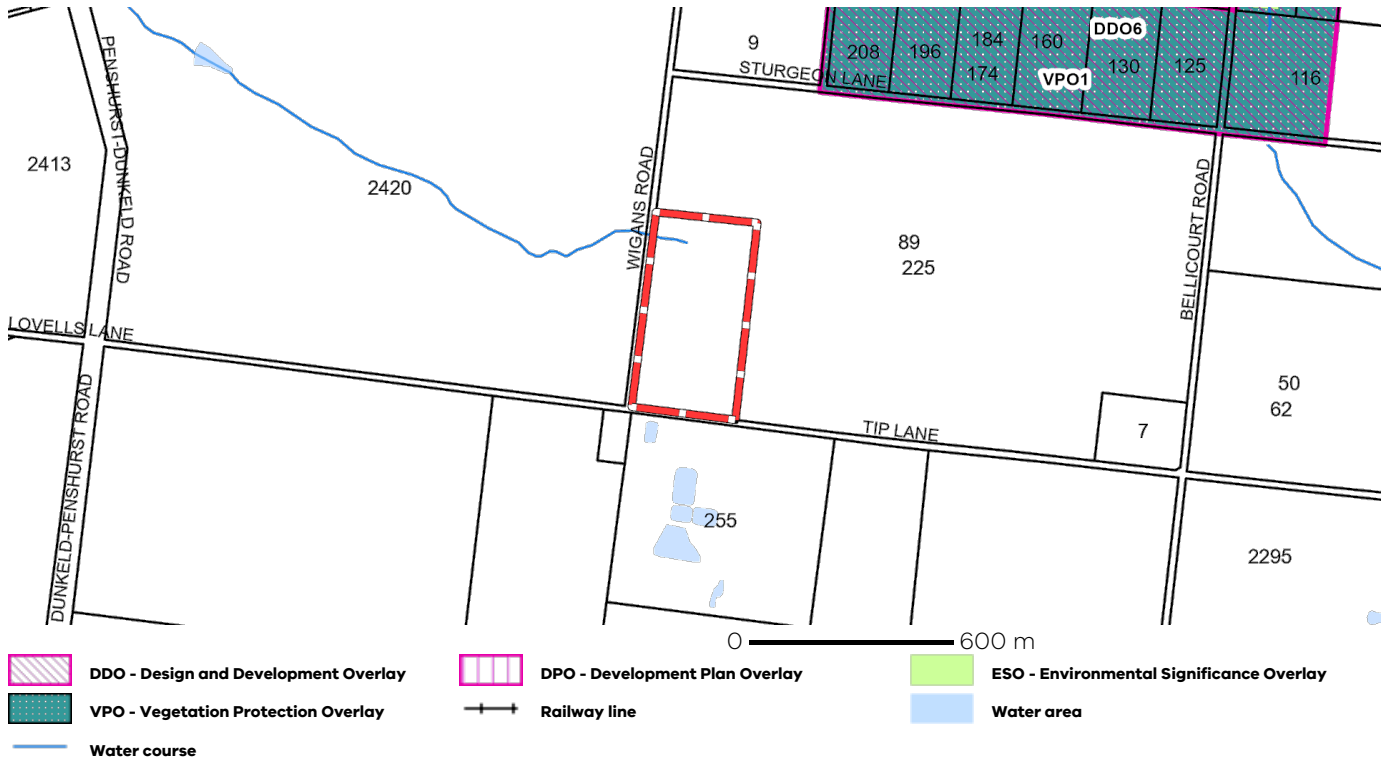 DDO6
9
184
160
208
196
130
125
STURGEON LANE
174
VPO1
116
PENSHURST-DUNKELD ROAD
2413
2420
WIGANS ROAD
BELLICOURT ROAD
89
225
LOVELLS LANE
50
62
DUNKELD-PENSHURST ROAD
TIP LANE
7
255
2295
0 600 m
DDO - Design and Development Overlay
DPO - Development Plan Overlay
ESO - Environmental Significance Overlay
VPO - Vegetation Protection Overlay
Railway line
Water area
Water course